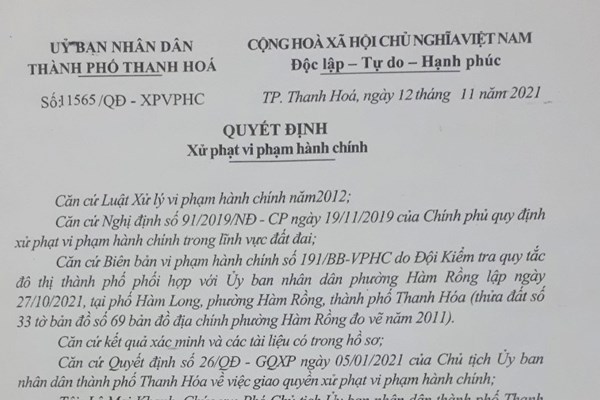 UỶ BAN NHÂN DÂN
THÀNH PHỐ THANH HOÁ
CỘNG HOÀ XÃ HỘI CHỦ NGHĨA VIỆT NAM
Độc lập – Tự do – Hạnh phúc
Số:11565/QĐ - XPVPHC
TP. Thanh Hoá, ngày 12 tháng 11 năm 2021
QUYẾT ĐỊNH
Xử phạt vi phạm hành chính
Căn cứ Luật Xử lý vi phạm hành chính năm2012;
Căn cứ Nghị định số 91/2019/NĐ - CP ngày 19/11/2019 của Chính phủ quy định
xử phạt vi phạm hành chính trong lĩnh vực đất đai;
Căn cứ Biên bản vi phạm hành chính số 191/BB-VPHC do Đội Kiểm tra quy tắc
đô thị thành phố phối hợp với Ủy ban nhân dân phường Hàm Rồng lập ngày
27/10/2021, tại phố Hàm Long, phường Hàm Rồng, thành phố Thanh Hóa (thửa đất số
33 tờ bản đồ số 69 bản đồ địa chính phường Hàm Rồng đo vẽ năm 2011).
Căn cứ kết quả xác minh và các tài liệu có trong hồ sơ;
Căn cứ Quyết định số 26/QĐ - GQXP ngày 05/01/2021 của Chủ tịch Ủy ban
nhân dân thành phố Thanh Hóa về việc giao quyền xử phạt vi phạm hành chính;